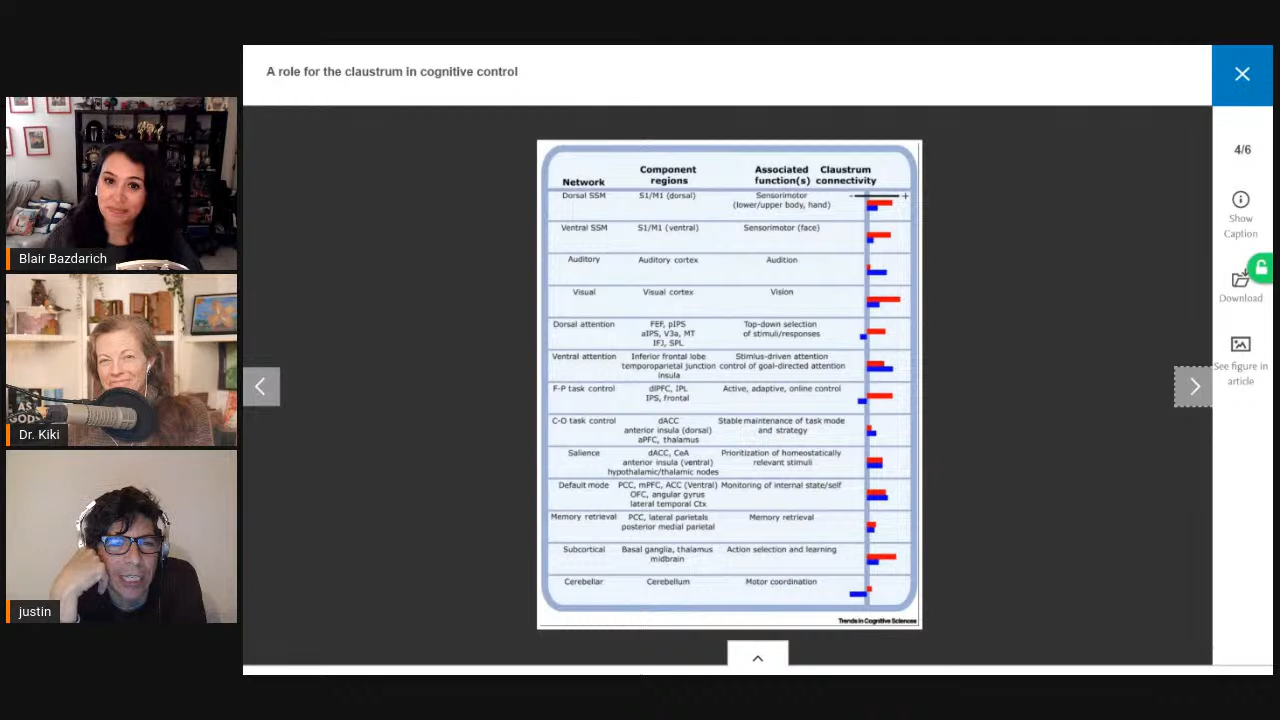 A role for the claustrum in cognitive control
4/6
Show
Caption
Download
See figure in
article
Blair Bazdarich
Dr. Kiki
justin
AS
GOD
Network
Component
regions
Associated
function(s)
Claustrum
connectivity
- +
Dorsal SSM
S1/M1 (dorsal)
Sensorimotor
(lower/upper body, hand)
Ventral SSM
S1/M1 (ventral)
Sensorimotor (face)
Auditory
Auditory cortex
Audition
Visual
Visual cortex
Vision
Dorsal attention
FEF, pIPS
aIPS, V3a, MT
IFJ, SPL
Top-down selection
of stimuli/responses
Ventral attention
Inferior frontal lobe
temporoparietal junction
insula
Stimlus-driven attention
control of goal-directed attention
F-P task control
dlPFC, IPL
IPS, frontal
Active, adaptive, online control
C-O task control
dACC
anterior insula (dorsal)
aPFC, thalamus
Stable maintenance of task mode
and strategy
Salience
dACC, CeA
anterior insula (ventral)
hypothalamic/thalamic nodes
Prioritization of homeostatically
relevant stimuli
Default mode
PCC, mPFC, ACC (Ventral)
OFC, angular gyrus
lateral temporal Ctx
Monitoring of internal state/self
Memory retrieval
PCC, lateral parietals
posterior medial parietal
Memory retrieval
Subcortical
Basal ganglia, thalamus
midbrain
Action selection and learning
Cerebellar
Cerebellum
Motor coordination
Trends in Cognitive Sciences